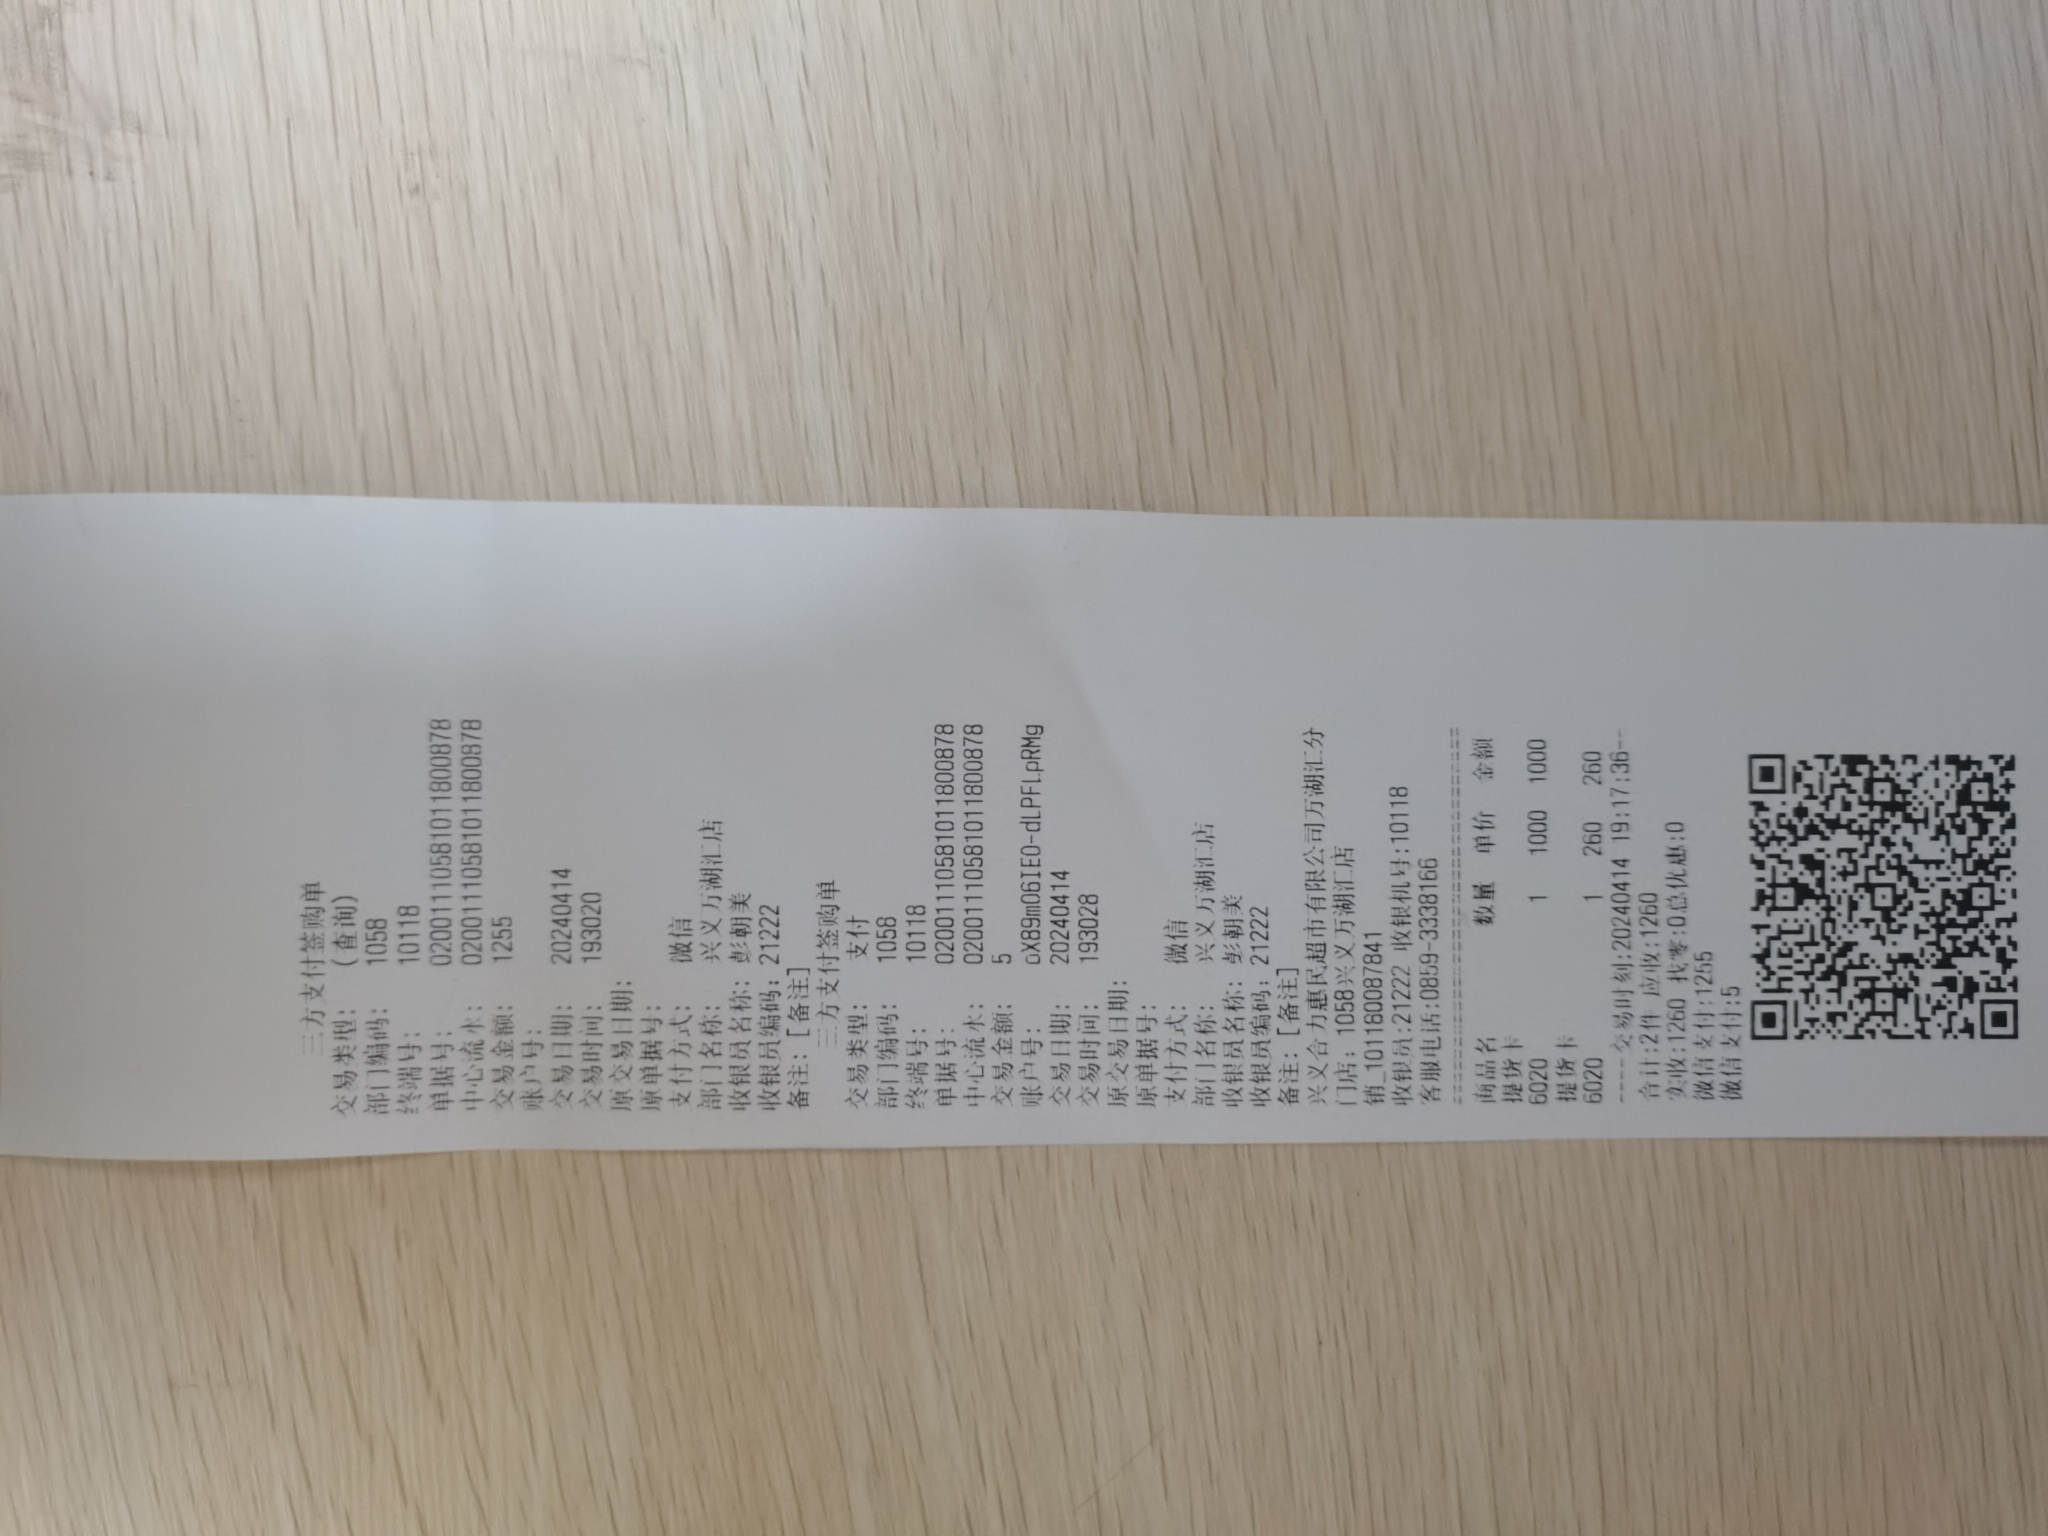 三方支付签购单
交易类型: (查询)
部门编码: 1058
终端号: 10118
单据号: 0200111058101180​0878
中心流水: 02001110581011800878
交易金额: 1255
账户号:
交易日期: 20240414
交易时间: 193020
原交易日期:
原单据号:
支付方式: 微信
部门名称: 兴义万湖汇店
收银员名称: 彭朝美
收银员编码: 21222
备注: [备注]
三方支付签购单
交易类型: 支付
部门编码: 1058
终端号: 10118
单据号: 02001110581011800878
中心流水: 02001110581011800878
交易金额: 5
账户号: oX89m06IEO-dLPFLpRMg
交易日期: 20240414
交易时间: 193028
原交易日期:
原单据号:
支付方式: 微信
部门名称: 兴义万湖汇店
收银员名称: 彭朝美
收银员编码: 21222
备注: [备注]
兴义合力惠民超市有限公司万湖汇分
门店: 1058兴义万湖汇店
销_101160087841
收银员:21222 收银机号:10118
客服电话:0859-3338166
================================
商品名 数量 单价 金额
提货卡
6020 1 1000 1000
提货卡
6020 1 260 260
----交易时刻:20240414 19:17:36--
合计:2件 应收:1260
实收:1260 找零:0总优惠:0
微信支付:1255
微信支付:5